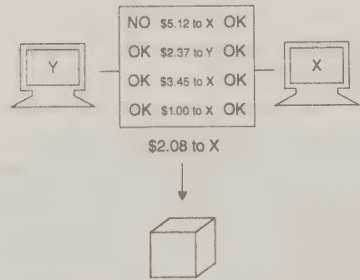 NO $5.12 to X OK
OK $2.37 to Y OK
Y
OK $3.45 to X OK
X
OK $1.00 to X OK
$2.08 to X